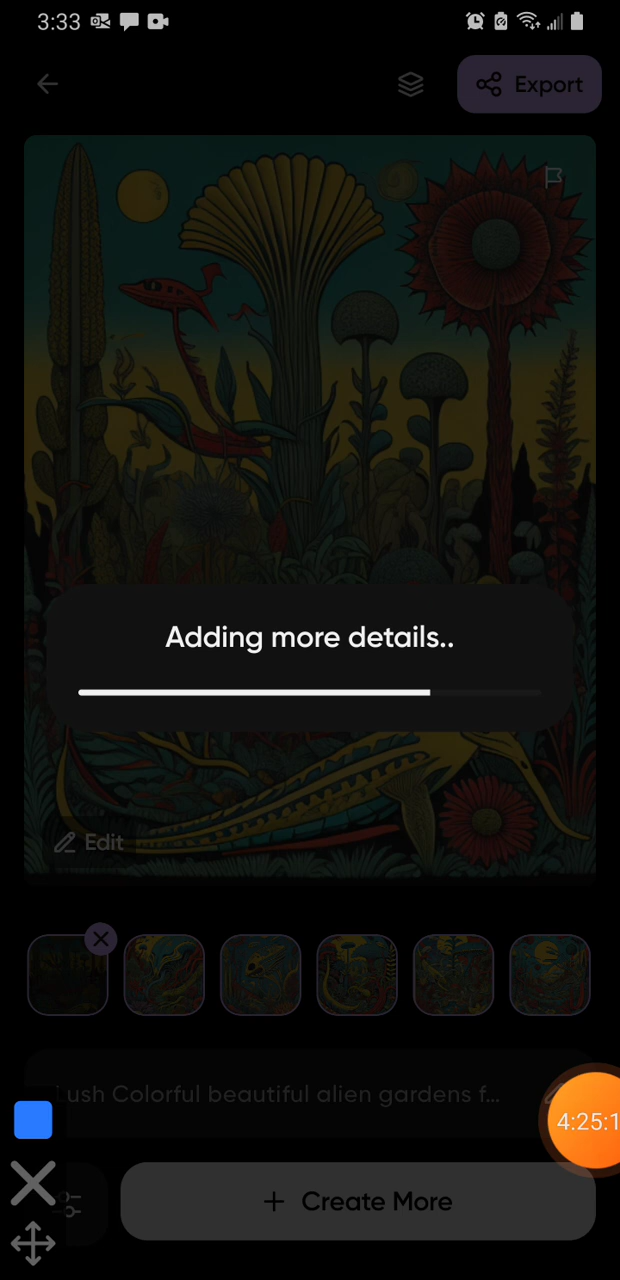 3:33
Export
Adding more details..
Edit
Lush Colorful beautiful alien gardens f...
4:25:1
Create More